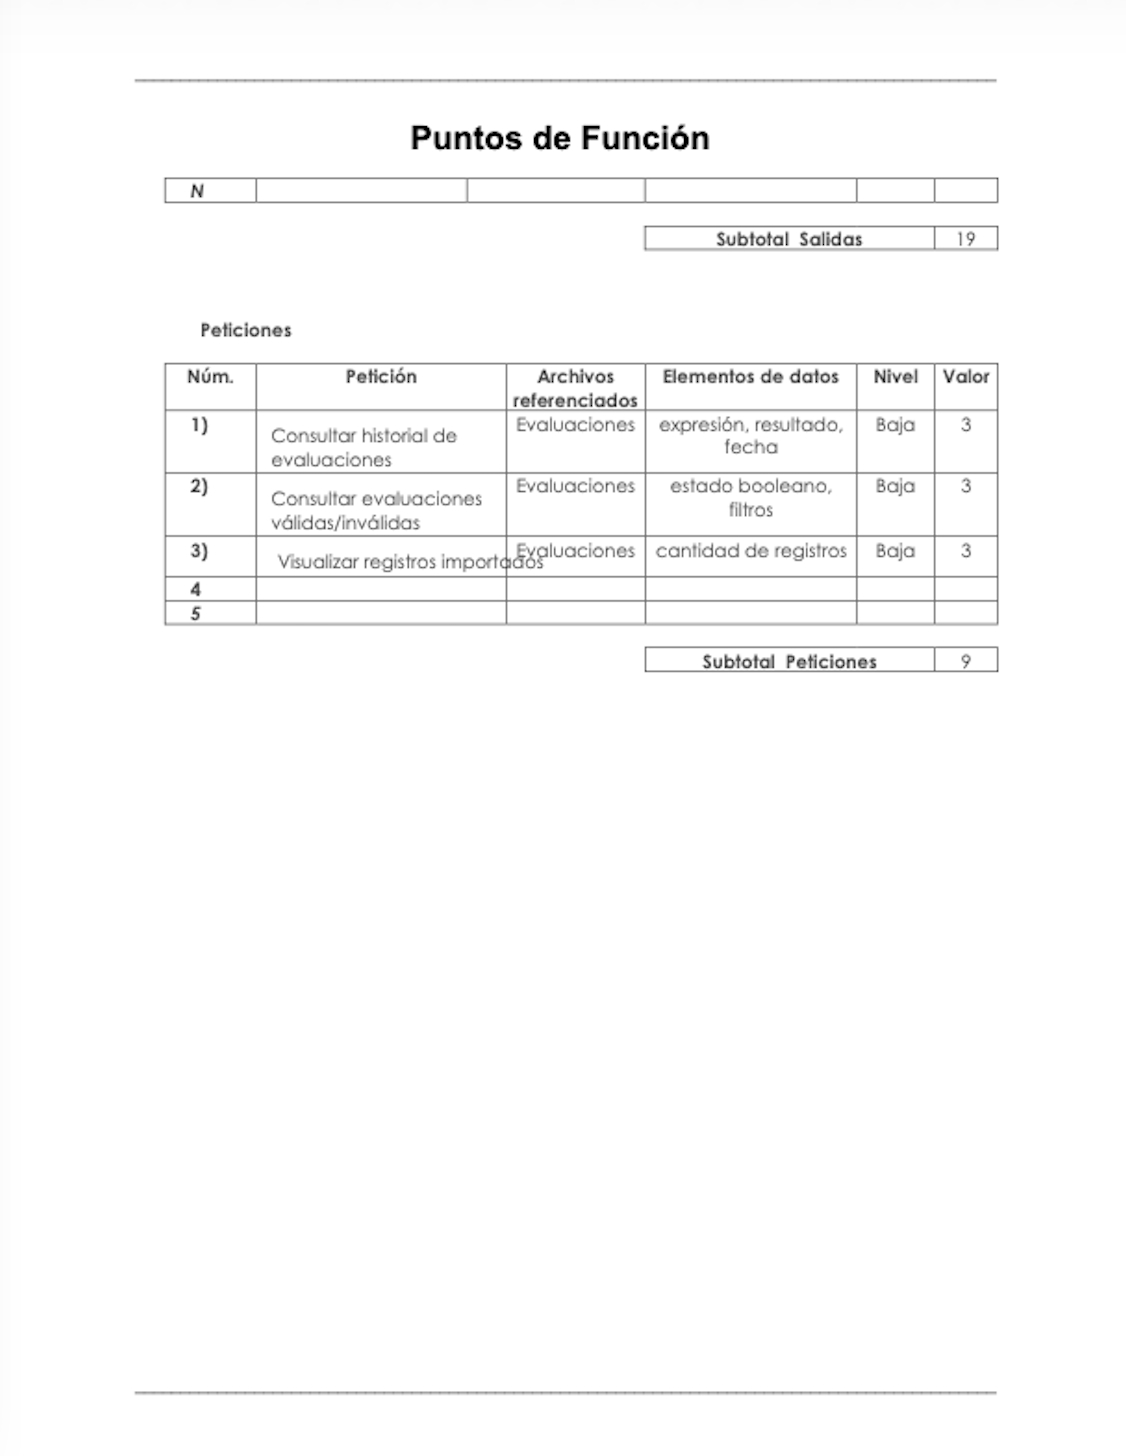 Puntos de Función
N
Subtotal Salidas 19
Peticiones
Núm. Petición Archivos referenciados Elementos de datos Nivel Valor
1) Consultar historial de evaluaciones Evaluaciones expresión, resultado, fecha Baja 3
2) Consultar evaluaciones válidas/inválidas Evaluaciones estado booleano, filtros Baja 3
3) Visualizar registros importados Evaluaciones cantidad de registros Baja 3
4
5
Subtotal Peticiones 9